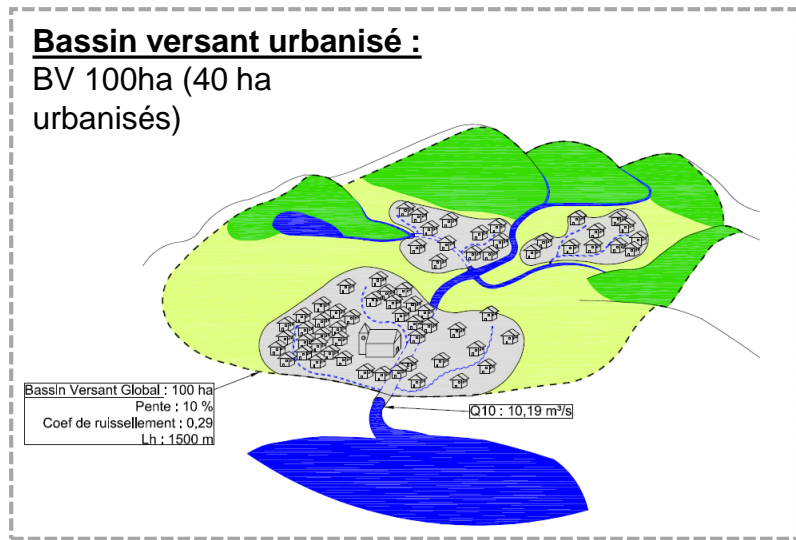 Bassin versant urbanisé :
BV 100ha (40 ha
urbanisés)
Bassin Versant Global : 100 ha
Pente : 10 %
Coef de ruissellement : 0,29
Lh : 1500 m
Q10 : 10,19 m³/s